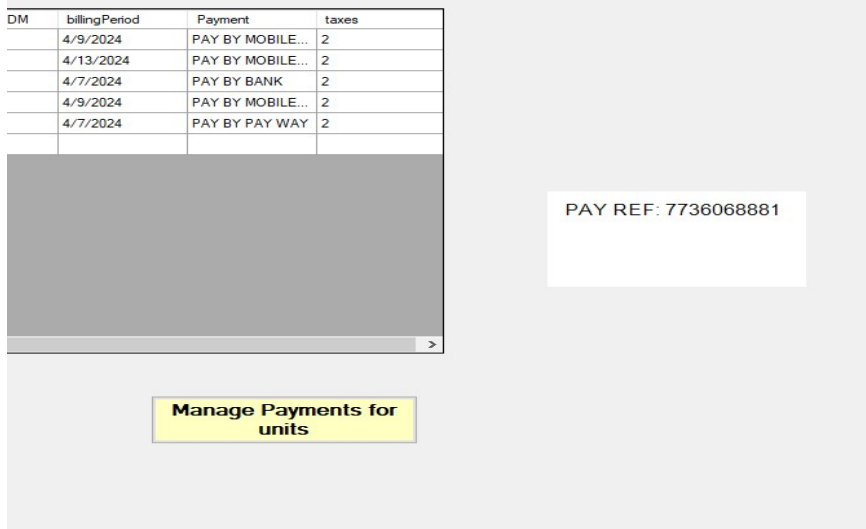 DM billingPeriod Payment taxes
4/9/2024 PAY BY MOBILE... 2
4/13/2024 PAY BY MOBILE... 2
4/7/2024 PAY BY BANK 2
4/9/2024 PAY BY MOBILE... 2
4/7/2024 PAY BY PAY WAY 2
PAY REF: 7736068881
>
Manage Payments for
units